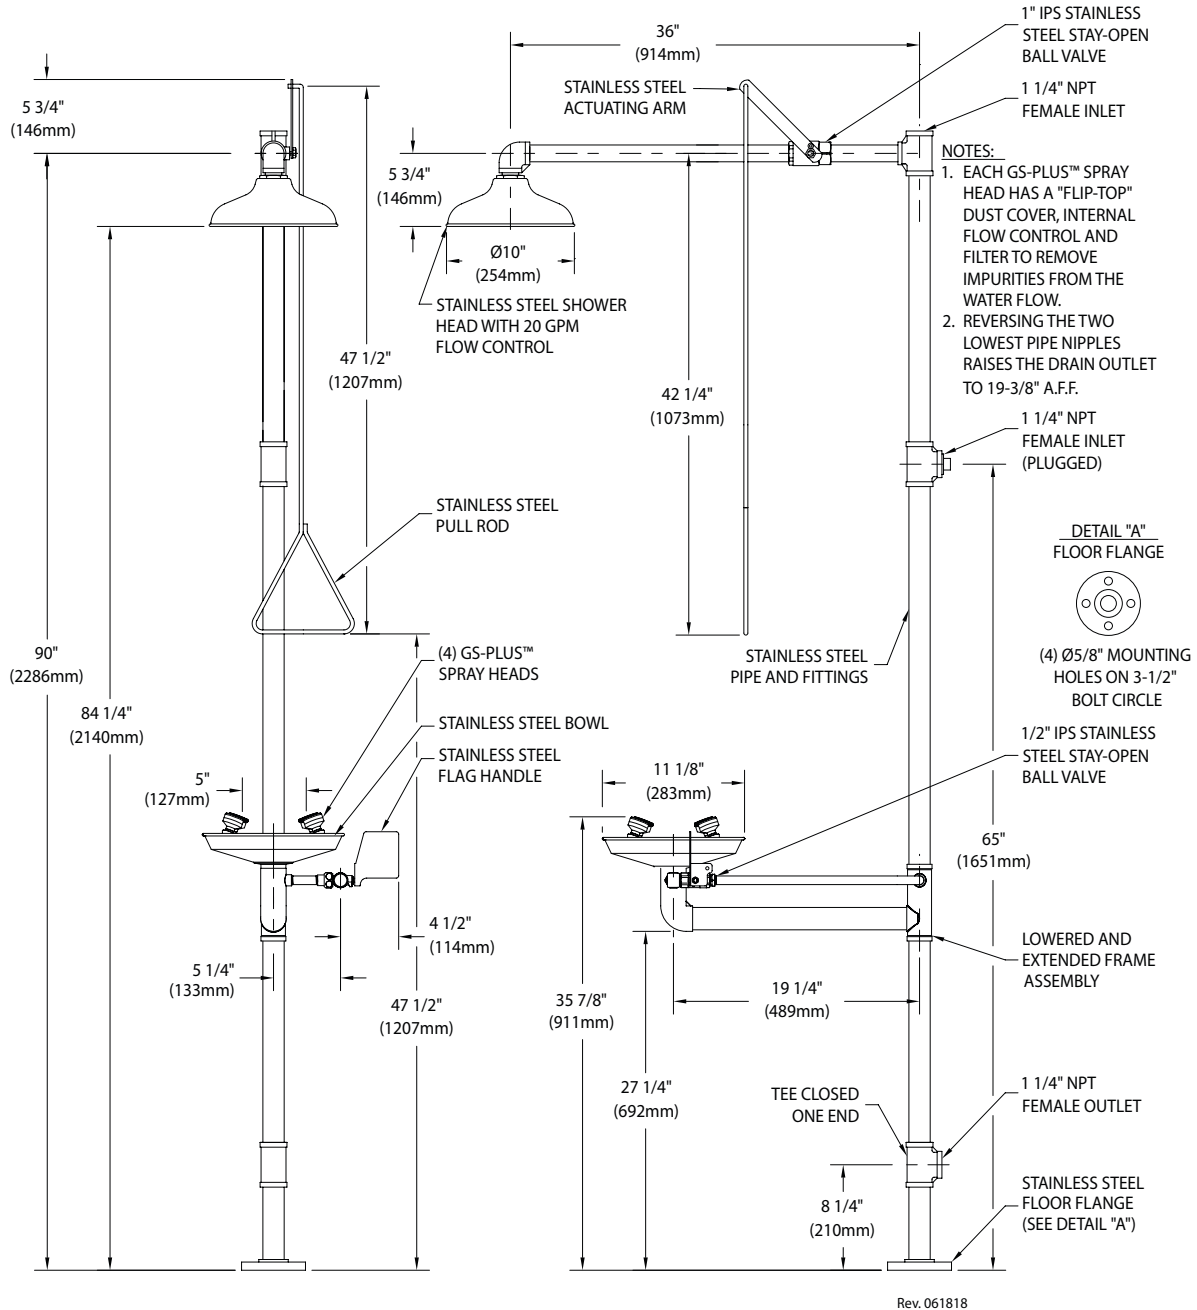 1" IPS STAINLESS
STEEL STAY-OPEN
BALL VALVE
36"
(914mm)
STAINLESS STEEL
ACTUATING ARM
1 1/4" NPT
FEMALE INLET
5 3/4"
(146mm)
5 3/4"
(146mm)
NOTES:
1. EACH GS-PLUS™ SPRAY
HEAD HAS A "FLIP-TOP"
DUST COVER, INTERNAL
FLOW CONTROL AND
FILTER TO REMOVE
IMPURITIES FROM THE
WATER FLOW.
2. REVERSING THE TWO
LOWEST PIPE NIPPLES
RAISES THE DRAIN OUTLET
TO 19-3/8" A.F.F.
Ø10"
(254mm)
STAINLESS STEEL SHOWER
HEAD WITH 20 GPM
FLOW CONTROL
47 1/2"
(1207mm)
42 1/4"
(1073mm)
1 1/4" NPT
FEMALE INLET
(PLUGGED)
STAINLESS STEEL
PULL ROD
DETAIL "A"
FLOOR FLANGE
(4) Ø5/8" MOUNTING
HOLES ON 3-1/2"
BOLT CIRCLE
90"
(2286mm)
(4) GS-PLUS™
SPRAY HEADS
STAINLESS STEEL
PIPE AND FITTINGS
84 1/4"
(2140mm)
STAINLESS STEEL BOWL
STAINLESS STEEL
FLAG HANDLE
1/2" IPS STAINLESS
STEEL STAY-OPEN
BALL VALVE
5"
(127mm)
11 1/8"
(283mm)
65"
(1651mm)
4 1/2"
(114mm)
5 1/4"
(133mm)
47 1/2"
(1207mm)
35 7/8"
(911mm)
19 1/4"
(489mm)
LOWERED AND
EXTENDED FRAME
ASSEMBLY
27 1/4"
(692mm)
TEE CLOSED
ONE END
1 1/4" NPT
FEMALE OUTLET
8 1/4"
(210mm)
STAINLESS STEEL
FLOOR FLANGE
(SEE DETAIL "A")
Rev. 061818